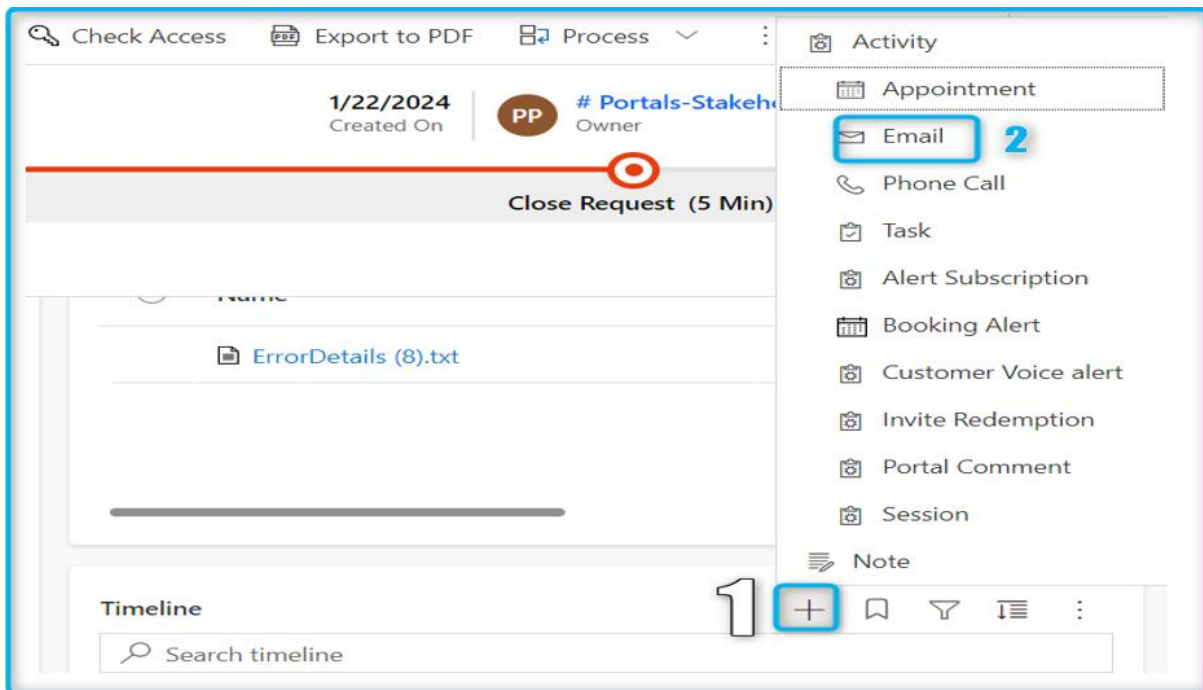 Check Access Export to PDF Process
1/22/2024
Created On
PP
# Portals-Stakeh
Owner
Close Request (5 Min)
Name
ErrorDetails (8).txt
Timeline
Search timeline
Activity
Appointment
Email 2
Phone Call
Task
Alert Subscription
Booking Alert
Customer Voice alert
Invite Redemption
Portal Comment
Session
Note
1